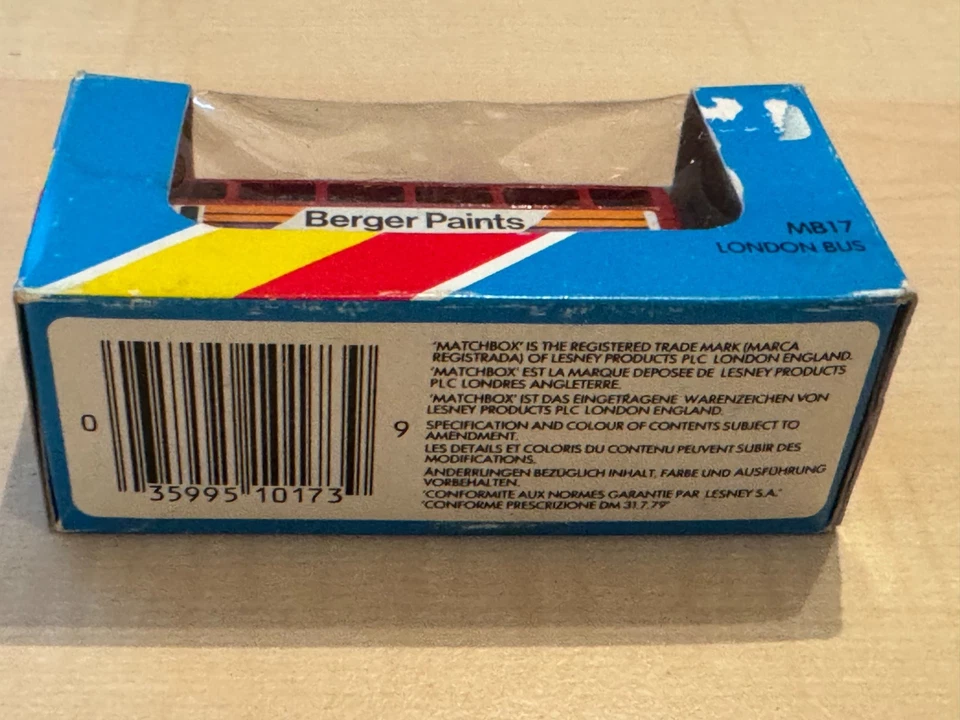 Berger Paints
MB17
LONDON BUS
'MATCHBOX' IS THE REGISTERED TRADE MARK (MARCA
REGISTRADA) OF LESNEY PRODUCTS PLC LONDON ENGLAND.
'MATCHBOX' EST LA MARQUE DEPOSEE DE LESNEY PRODUCTS
PLC LONDRES ANGLETERRE.
'MATCHBOX' IST DAS EINGETRAGENE WARENZEICHEN VON
LESNEY PRODUCTS PLC LONDON ENGLAND.
SPECIFICATION AND COLOUR OF CONTENTS SUBJECT TO
AMENDMENT.
LES DETAILS ET COLORIS DU CONTENU PEUVENT SUBIR DES
MODIFICATIONS.
ÄNDERRUNGEN BEZÜGLICH INHALT, FARBE UND AUSFÜHRUNG
VORBEHALTEN.
'CONFORMITE AUX NORMES GARANTIE PAR LESNEY S.A.'
'CONFORME PRESCRIZIONE DM 31.7.79'
0 35995 10173 9